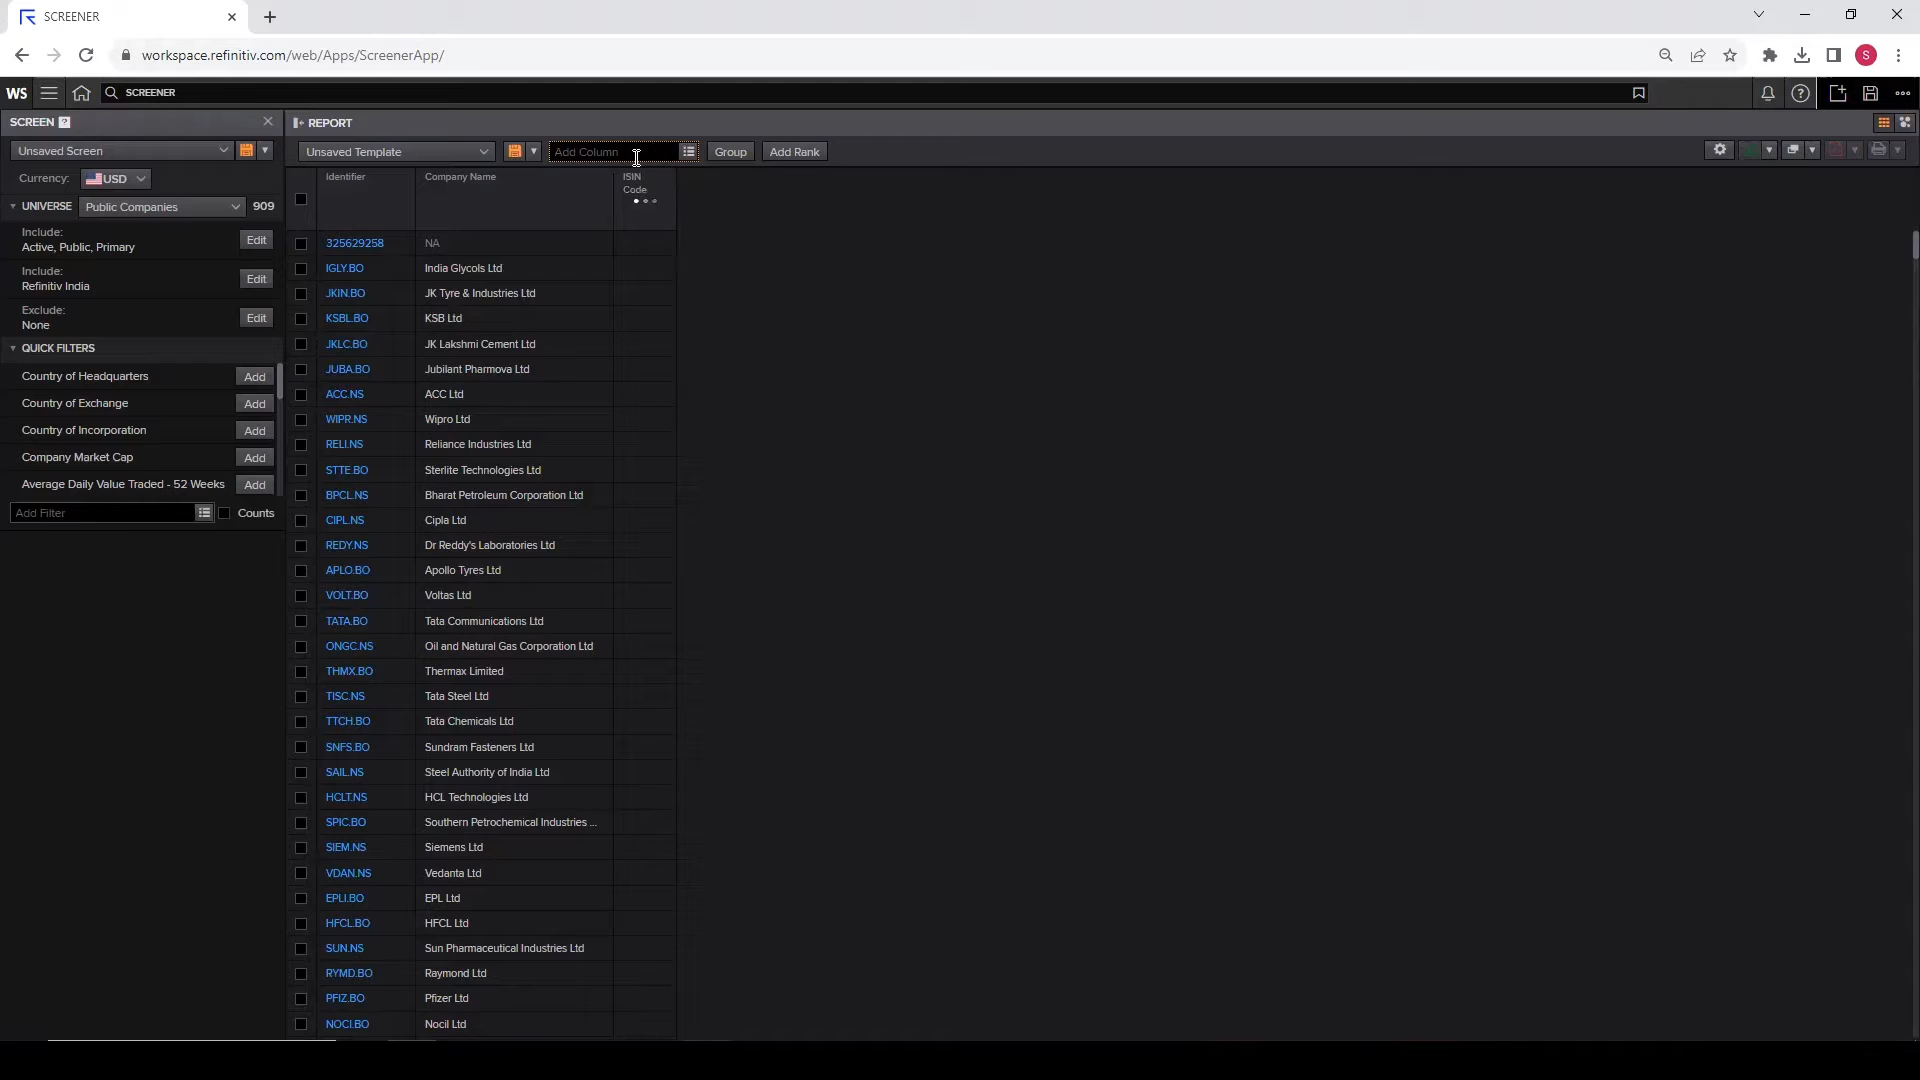 SCREENER
workspace.refinitiv.com/web/Apps/ScreenerApp/
S
WS
SCREENER
SCREEN ?
REPORT
Unsaved Screen
Unsaved Template
Add Column
Group
Add Rank
Currency:
USD
UNIVERSE
Public Companies
909
Include:
Active, Public, Primary
Edit
Include:
Refinitiv India
Edit
Exclude:
None
Edit
QUICK FILTERS
Country of Headquarters
Add
Country of Exchange
Add
Country of Incorporation
Add
Company Market Cap
Add
Average Daily Value Traded - 52 Weeks
Add
Add Filter
Counts
Identifier
Company Name
ISIN
Code
325629258 NA
IGLY.BO India Glycols Ltd
JKIN.BO JK Tyre & Industries Ltd
KSBL.BO KSB Ltd
JKLC.BO JK Lakshmi Cement Ltd
JUBA.BO Jubilant Pharmova Ltd
ACC.NS ACC Ltd
WIPR.NS Wipro Ltd
RELI.NS Reliance Industries Ltd
STTE.BO Sterlite Technologies Ltd
BPCL.NS Bharat Petroleum Corporation Ltd
CIPL.NS Cipla Ltd
REDY.NS Dr Reddy's Laboratories Ltd
APLO.BO Apollo Tyres Ltd
VOLT.BO Voltas Ltd
TATA.BO Tata Communications Ltd
ONGC.NS Oil and Natural Gas Corporation Ltd
THMX.BO Thermax Limited
TISC.NS Tata Steel Ltd
TTCH.BO Tata Chemicals Ltd
SNFS.BO Sundram Fasteners Ltd
SAIL.NS Steel Authority of India Ltd
HCLT.NS HCL Technologies Ltd
SPIC.BO Southern Petrochemical Industries ...
SIEM.NS Siemens Ltd
VDAN.NS Vedanta Ltd
EPLI.BO EPL Ltd
HFCL.BO HFCL Ltd
SUN.NS Sun Pharmaceutical Industries Ltd
RYMD.BO Raymond Ltd
PFIZ.BO Pfizer Ltd
NOCI.BO Nocil Ltd